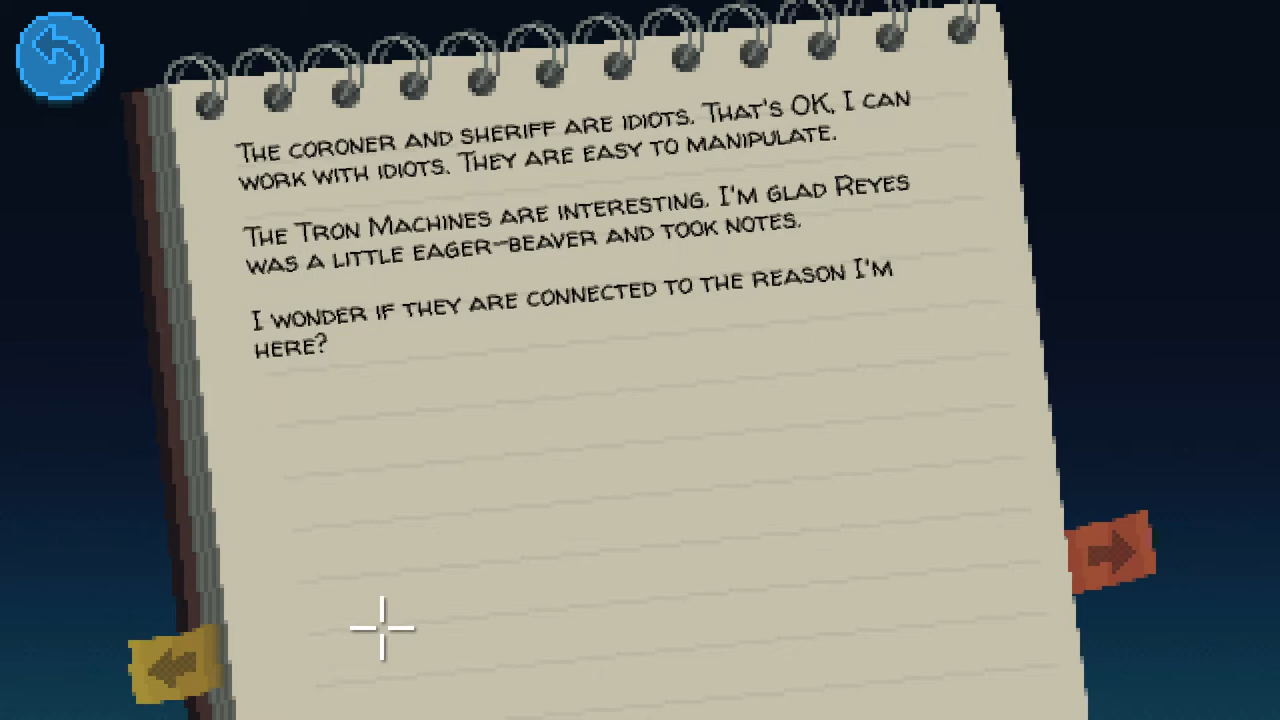 The coroner and sheriff are idiots. That's OK, I can
work with idiots. They are easy to manipulate.
The Tron Machines are interesting. I'm glad Reyes
was a little eager-beaver and took notes.
I wonder if they are connected to the reason I'm
here?